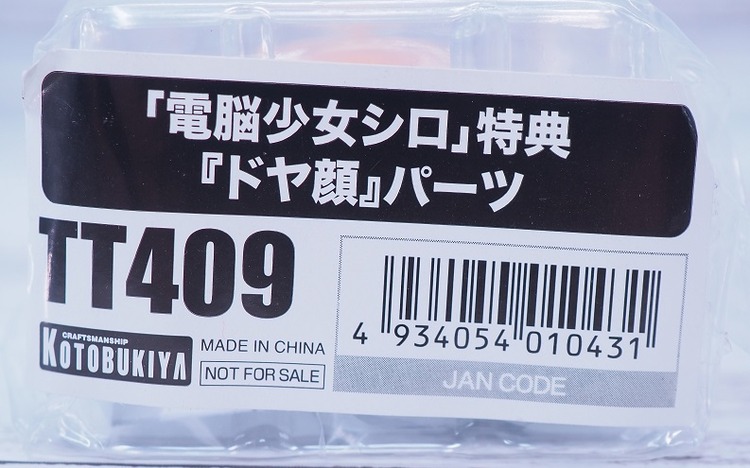 「電脳少女シロ」特典
『ドヤ顔』パーツ
TT409
CRAFTSMANSHIP
KOTOBUKIYA
MADE IN CHINA
NOT FOR SALE
4 934054 010431
JAN CODE